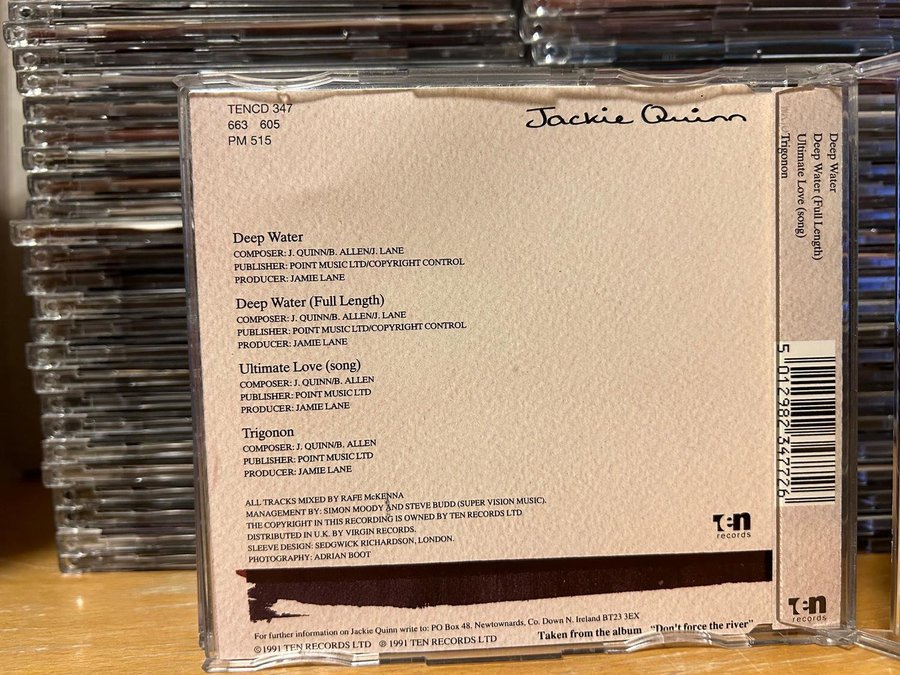 TENCD 347
663 605
PM 515
Jackie Quinn
Deep Water
COMPOSER: J. QUINN/B. ALLEN/J. LANE
PUBLISHER: POINT MUSIC LTD/COPYRIGHT CONTROL
PRODUCER: JAMIE LANE
Deep Water (Full Length)
COMPOSER: J. QUINN/B. ALLEN/J. LANE
PUBLISHER: POINT MUSIC LTD/COPYRIGHT CONTROL
PRODUCER: JAMIE LANE
Ultimate Love (song)
COMPOSER: J. QUINN/B. ALLEN
PUBLISHER: POINT MUSIC LTD
PRODUCER: JAMIE LANE
Trigonon
COMPOSER: J. QUINN/B. ALLEN
PUBLISHER: POINT MUSIC LTD
PRODUCER: JAMIE LANE
ALL TRACKS MIXED BY RAFE McKENNA
MANAGEMENT BY: SIMON MOODY AND STEVE BUDD (SUPER VISION MUSIC).
THE COPYRIGHT IN THIS RECORDING IS OWNED BY TEN RECORDS LTD
DISTRIBUTED IN U.K. BY VIRGIN RECORDS.
SLEEVE DESIGN: SEDGWICK RICHARDSON, LONDON.
PHOTOGRAPHY: ADRIAN BOOT
ten
records
For further information on Jackie Quinn write to: PO Box 48, Newtownards, Co. Down N. Ireland BT23 3EX
© 1991 TEN RECORDS LTD ℗ 1991 TEN RECORDS LTD
Taken from the album "Don't force the river"
Deep Water
Deep Water (Full Length)
Ultimate Love (song)
Trigonon
5 012982 347726
ten
records